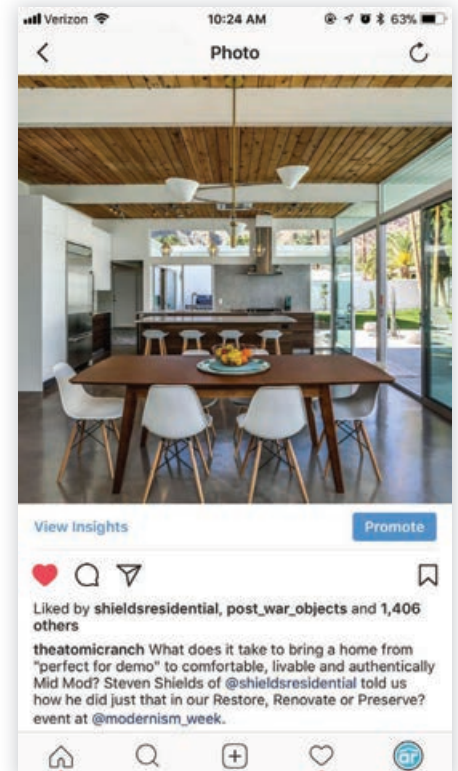 Verizon 10:24 AM 63%
Photo
View Insights
Promote
Liked by shieldsresidential, post_war_objects and 1,406
others
theatomicranch What does it take to bring a home from
"perfect for demo" to comfortable, livable and authentically
Mid Mod? Steven Shields of @shieldsresidential told us
how he did just that in our Restore, Renovate or Preserve?
event at @modernism_week.
ar